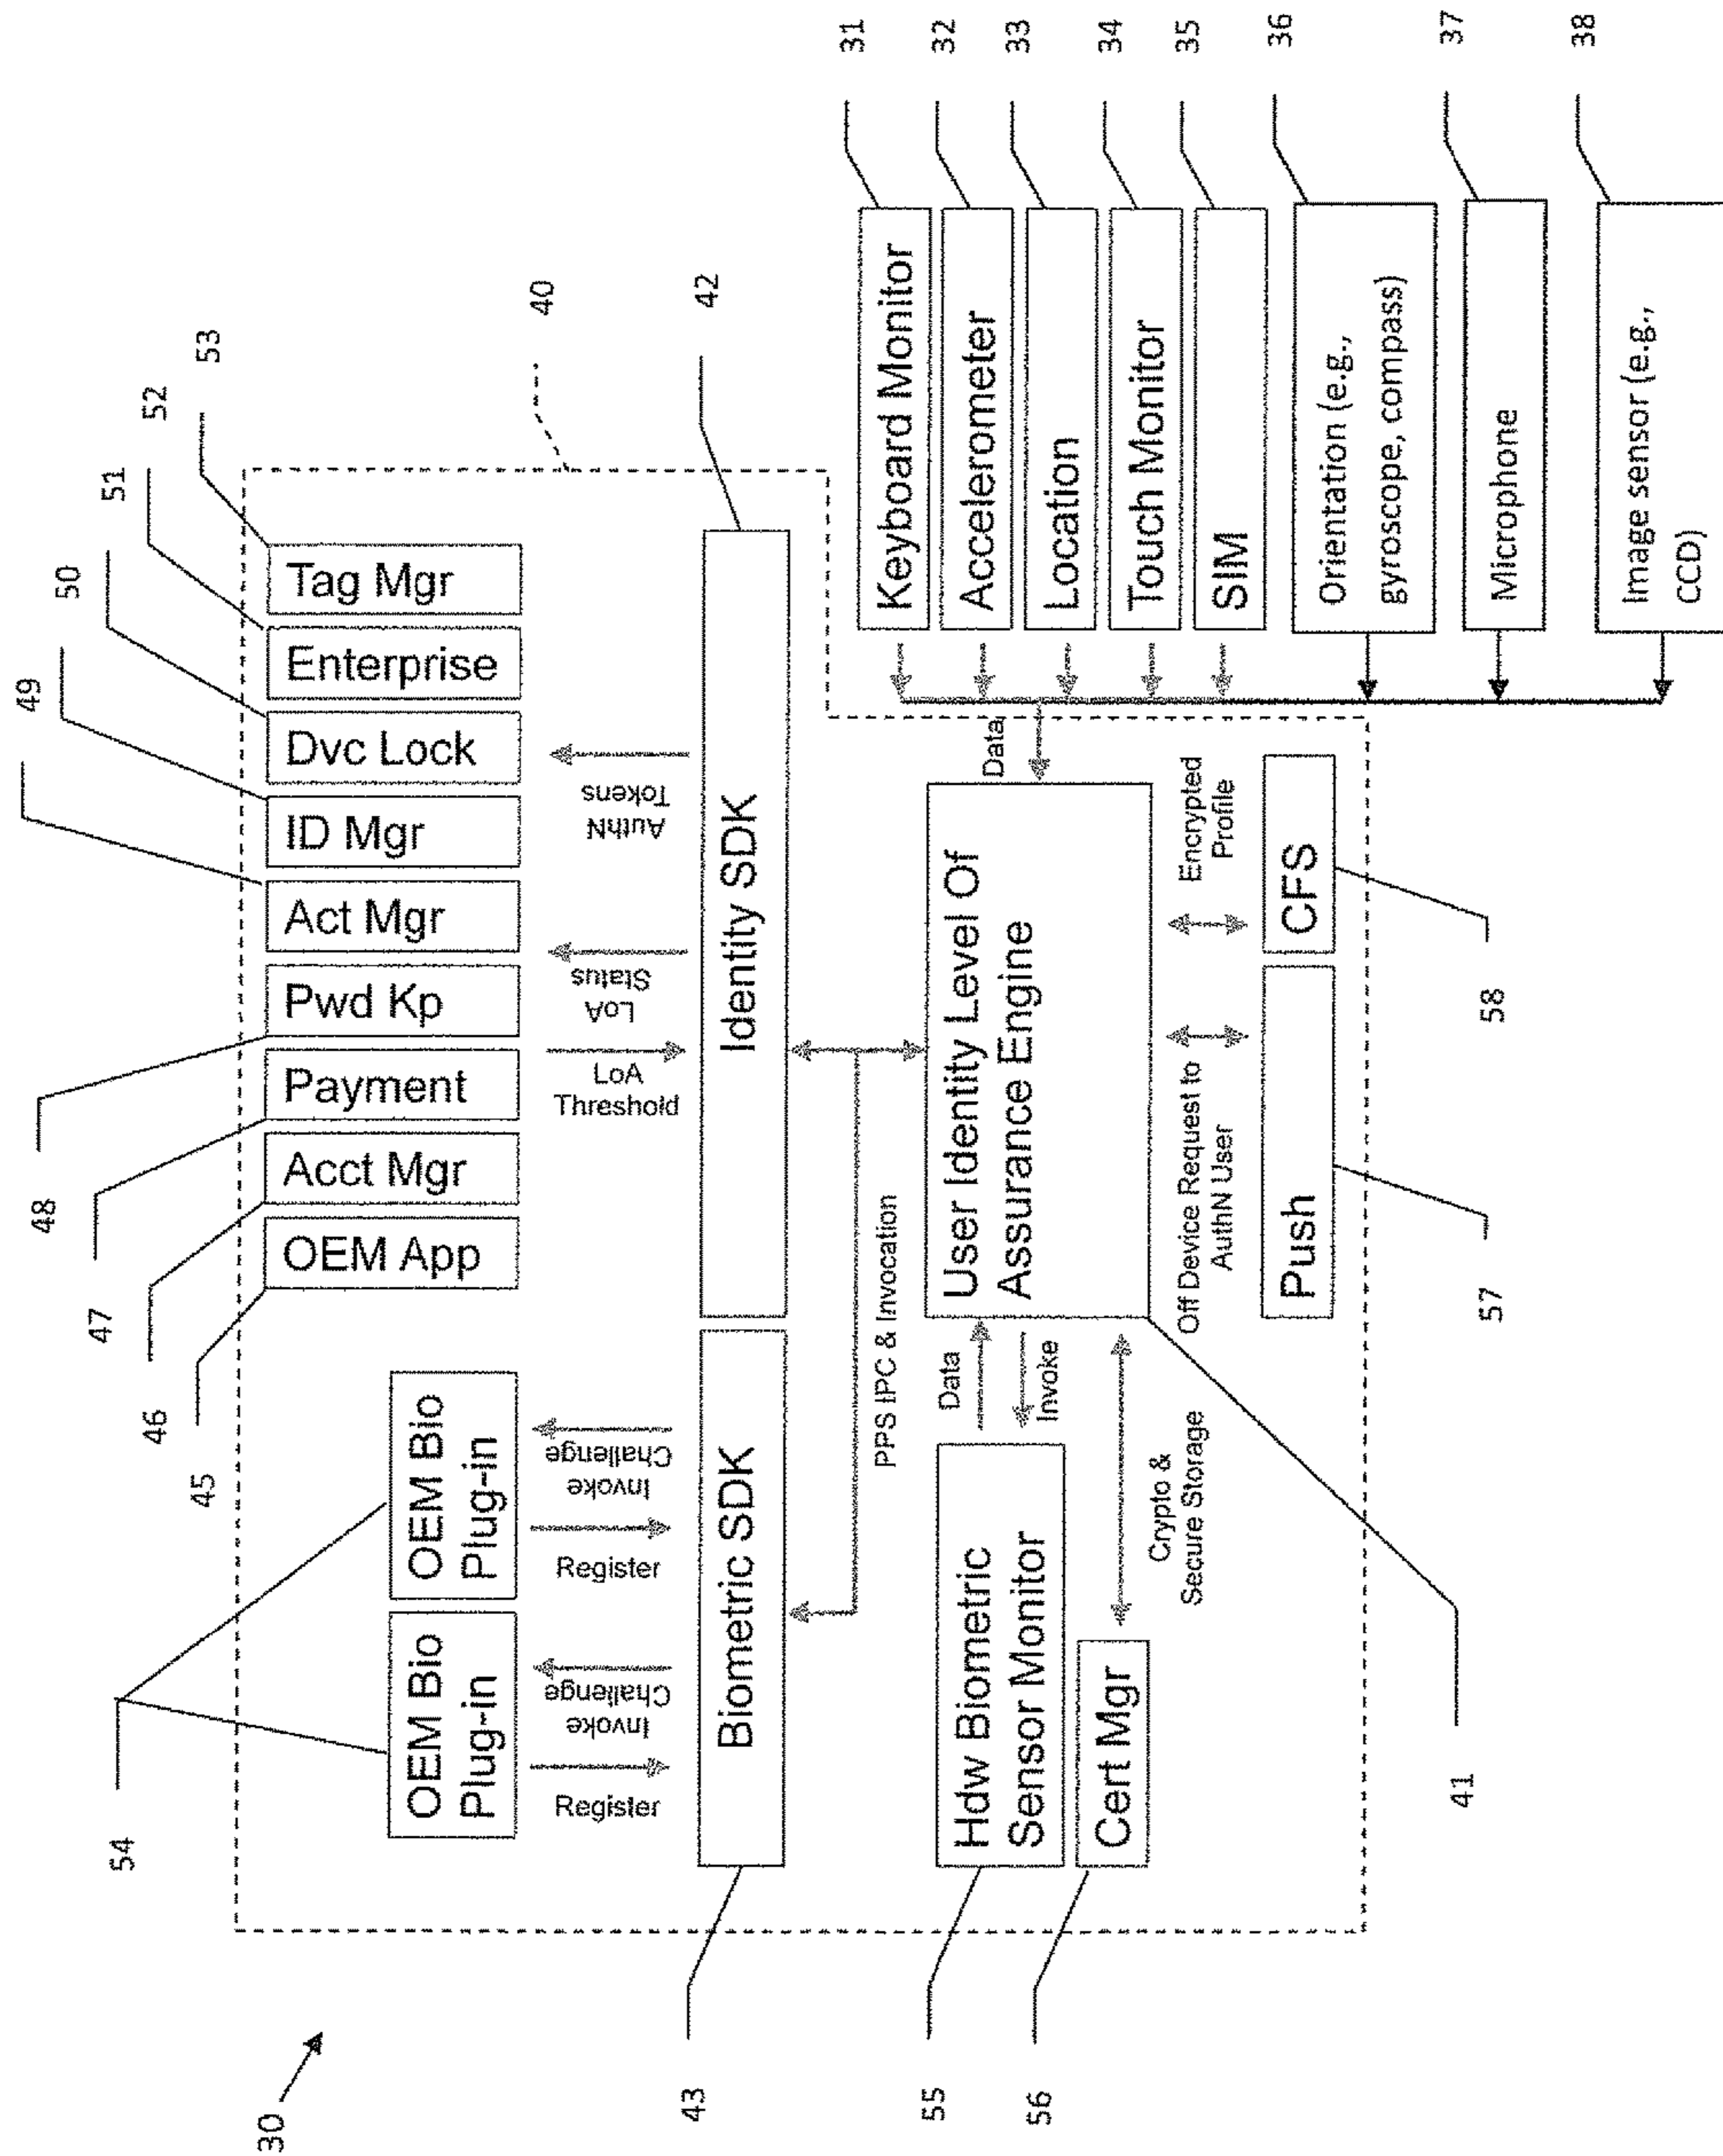 30
54
45
46
47
48
49
50
51
52
53
40
42
OEM Bio
Plug-in
OEM Bio
Plug-in
OEM App
Acct Mgr
Payment
Pwd Kp
Act Mgr
ID Mgr
Dvc Lock
Enterprise
Tag Mgr
Register
Invoke
Challenge
Register
Invoke
Challenge
LoA
Threshold
LoA
Status
AuthN
Tokens
Biometric SDK
Identity SDK
43
PPS IPC & Invocation
Hdw Biometric
Sensor Monitor
Data
Invoke
User Identity Level Of
Assurance Engine
Data
Cert Mgr
Crypto &
Secure Storage
Off Device Request to
AuthN User
Encrypted
Profile
Push
CFS
55
56
41
57
58
Keyboard Monitor
31
Accelerometer
32
Location
33
Touch Monitor
34
SIM
35
Orientation (e.g.,
gyroscope, compass)
36
Microphone
37
Image sensor (e.g.,
CCD)
38